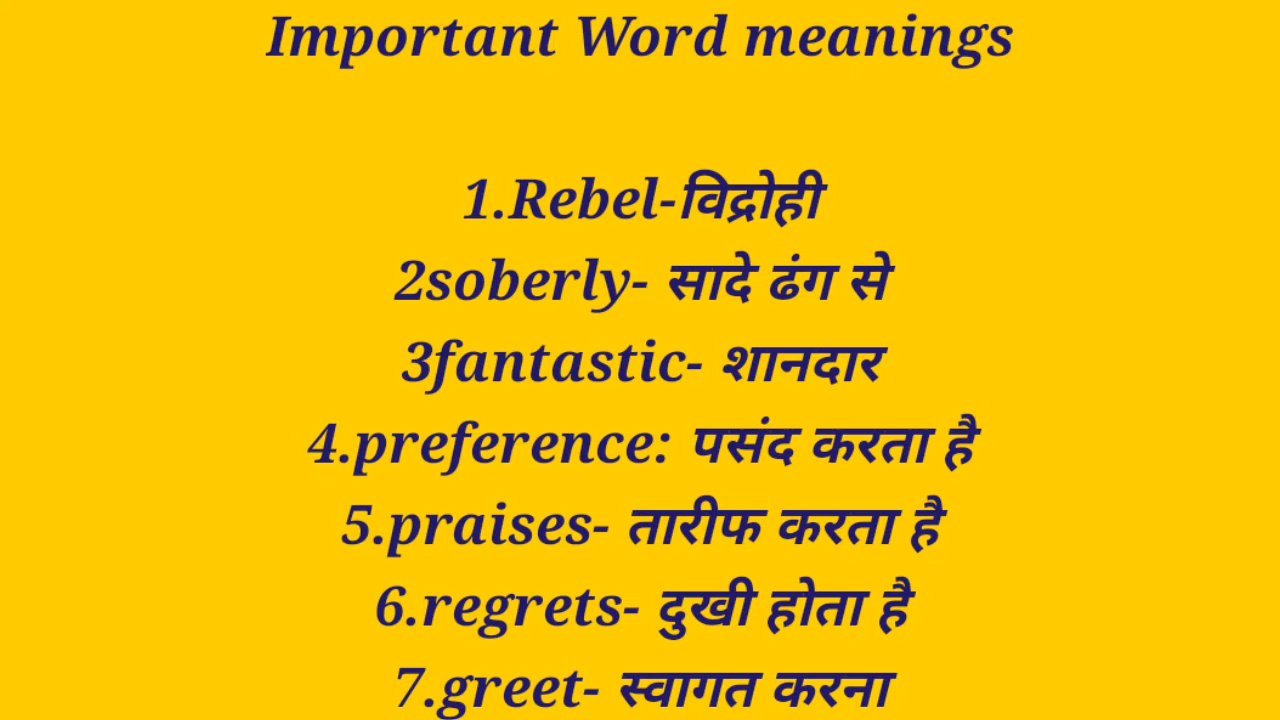 Important Word meanings
1.Rebel-विद्रोही
2soberly- सादे ढंग से
3fantastic- शानदार
4.preference: पसंद करता है
5.praises- तारीफ करता है
6.regrets- दुखी होता है
7.greet- स्वागत करना